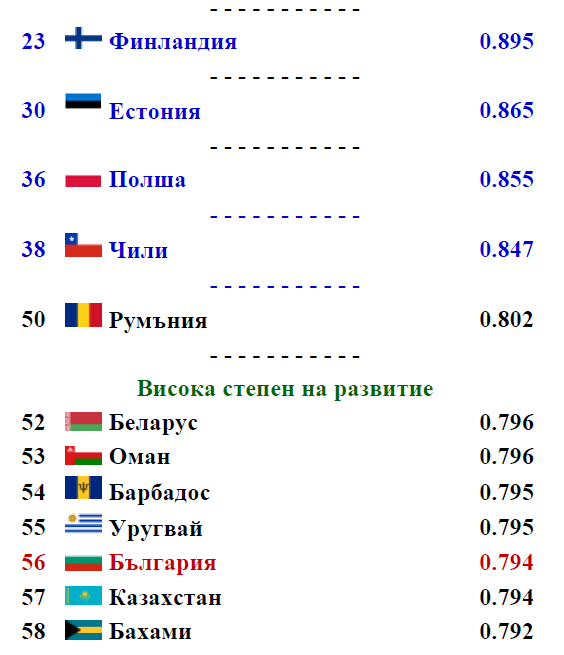 - - - - - - - - - - -
23 Финландия 0.895
- - - - - - - - - - -
30 Естония 0.865
- - - - - - - - - - -
36 Полша 0.855
- - - - - - - - - - -
38 Чили 0.847
- - - - - - - - - - -
50 Румъния 0.802
- - - - - - - - - - -
Висока степен на развитие
52 Беларус 0.796
53 Оман 0.796
54 Барбадос 0.795
55 Уругвай 0.795
56 България 0.794
57 Казахстан 0.794
58 Бахами 0.792